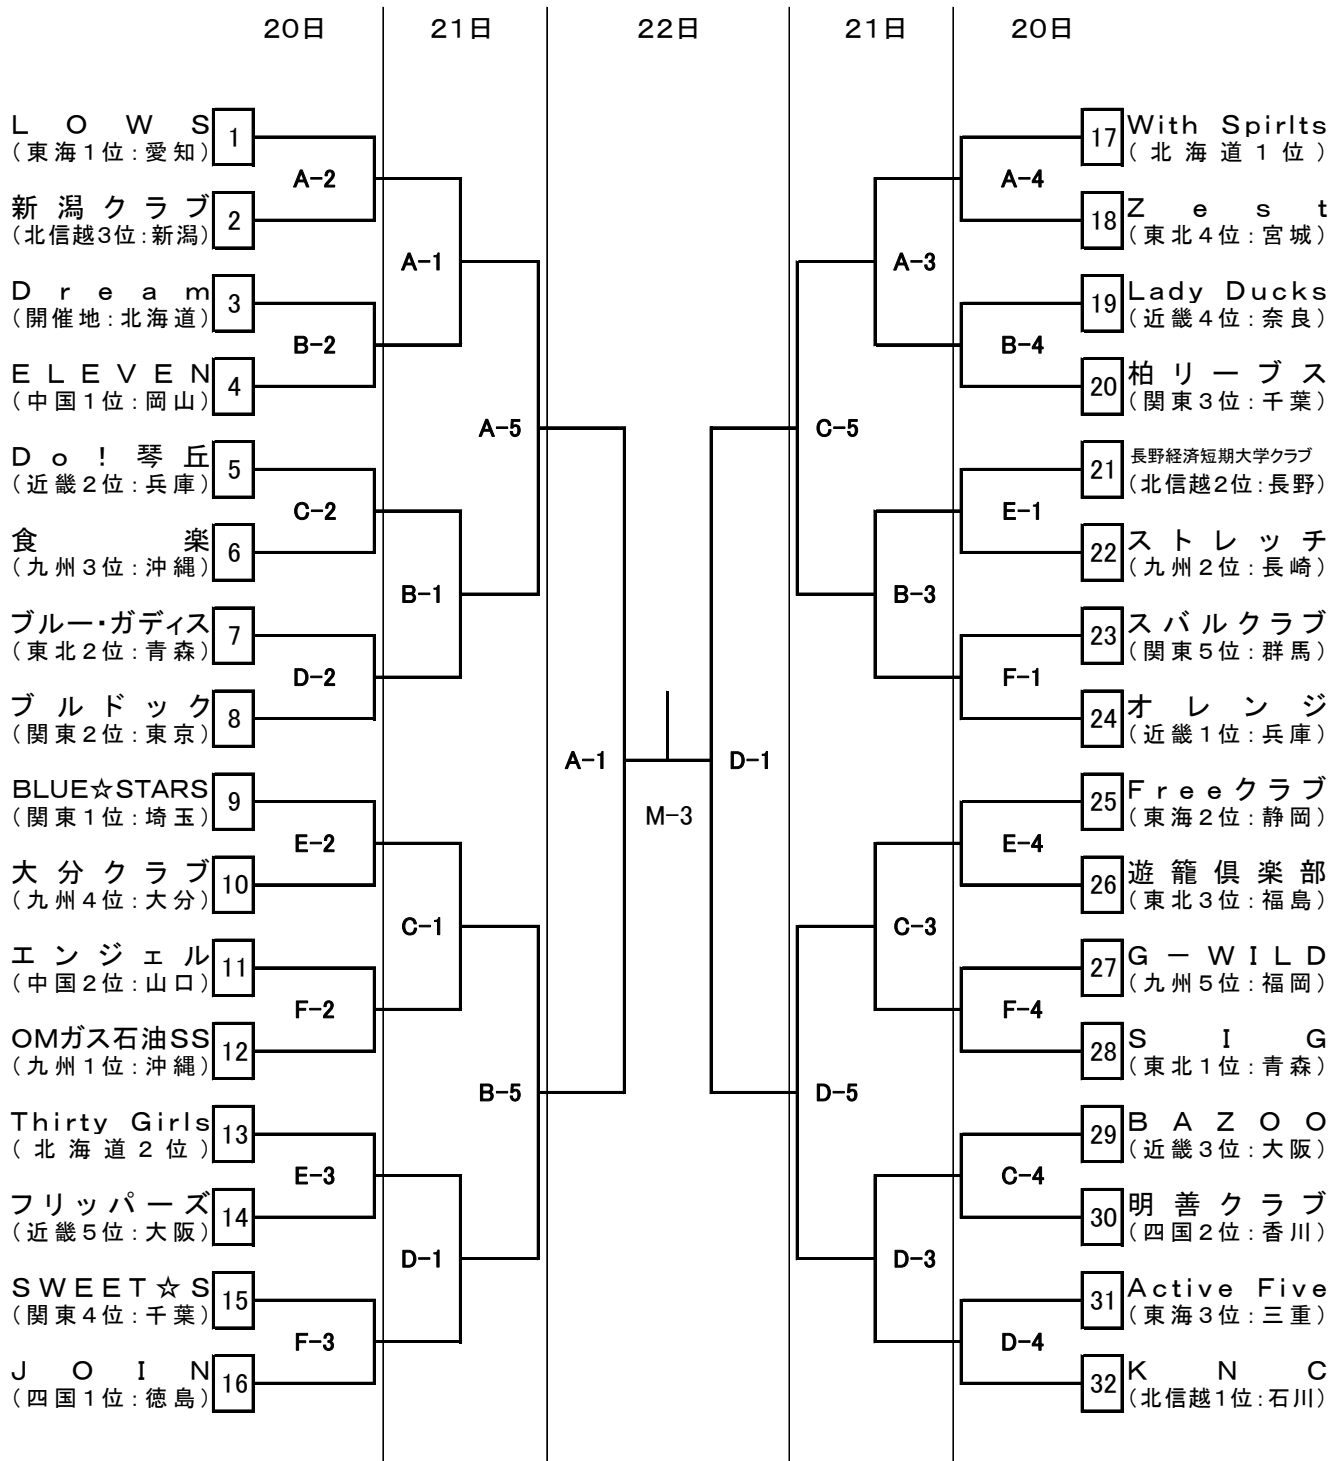 20日 21日 22日 21日 20日
LOWS
(東海1位:愛知)
1
新潟クラブ
(北信越3位:新潟)
2
Dream
(開催地:北海道)
3
ELEVEN
(中国1位:岡山)
4
Do!琴丘
(近畿2位:兵庫)
5
食楽
(九州3位:沖縄)
6
ブルー・ガディス
(東北2位:青森)
7
ブルドック
(関東2位:東京)
8
BLUE☆STARS
(関東1位:埼玉)
9
大分クラブ
(九州4位:大分)
10
エンジェル
(中国2位:山口)
11
OMガス石油SS
(九州1位:沖縄)
12
Thirty Girls
(北海道2位)
13
フリッパーズ
(近畿5位:大阪)
14
SWEET☆S
(関東4位:千葉)
15
JOIN
(四国1位:徳島)
16
A-2
B-2
C-2
D-2
E-2
F-2
E-3
F-3
A-1
B-1
C-1
D-1
A-5
B-5
A-1
M-3
D-1
C-5
D-5
A-3
B-3
C-3
D-3
A-4
B-4
E-1
F-1
E-4
F-4
C-4
D-4
17
With SpirIts
(北海道1位)
18
Zest
(東北4位:宮城)
19
Lady Ducks
(近畿4位:奈良)
20
柏リーブス
(関東3位:千葉)
21
長野経済短期大学クラブ
(北信越2位:長野)
22
ストレッチ
(九州2位:長崎)
23
スバルクラブ
(関東5位:群馬)
24
オレンジ
(近畿1位:兵庫)
25
Freeクラブ
(東海2位:静岡)
26
遊籠倶楽部
(東北3位:福島)
27
G-WILD
(九州5位:福岡)
28
SIG
(東北1位:青森)
29
BAZOO
(近畿3位:大阪)
30
明善クラブ
(四国2位:香川)
31
Active Five
(東海3位:三重)
32
KNC
(北信越1位:石川)